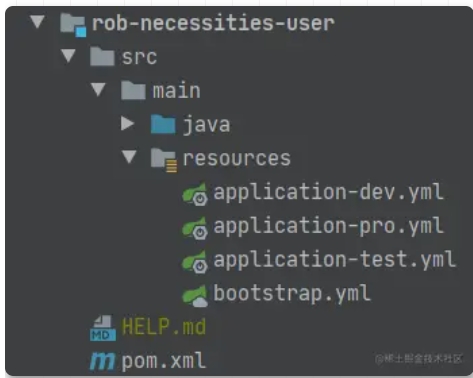 rob-necessities-user
src
main
java
resources
application-dev.yml
application-pro.yml
application-test.yml
bootstrap.yml
MD HELP.md
m pom.xml
@稀土掘金技术社区